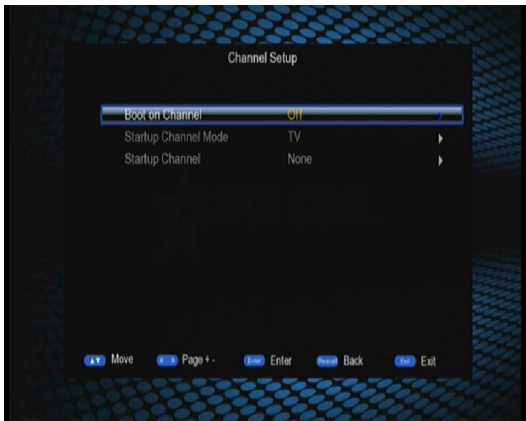 Channel Setup
Boot on Channel Off
Startup Channel Mode TV
Startup Channel None
Move Page + - Enter Enter Recall Back Exit Exit